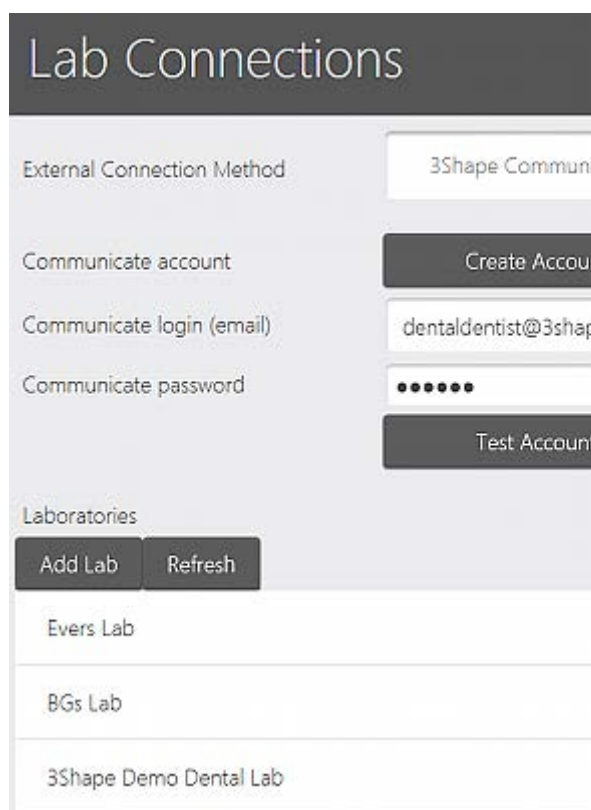 Lab Connections
External Connection Method
3Shape Commun
Communicate account
Create Accou
Communicate login (email)
dentaldentist@3shap
Communicate password
••••••
Test Accoun
Laboratories
Add Lab Refresh
Evers Lab
BGs Lab
3Shape Demo Dental Lab